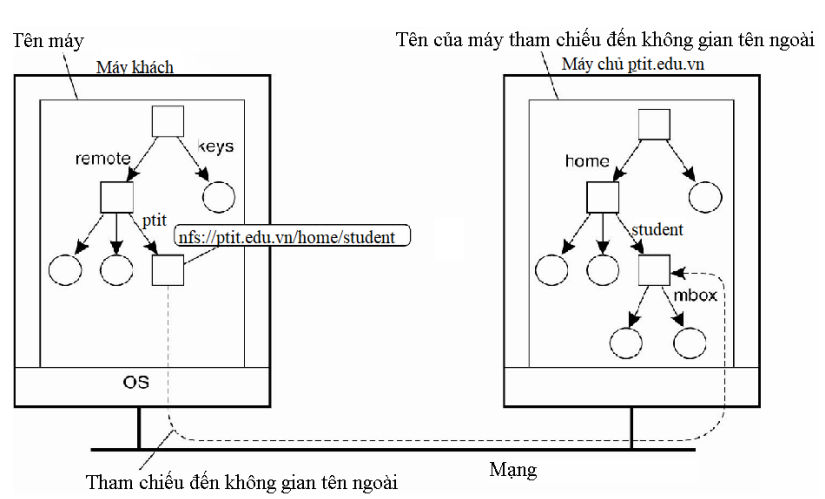 Tên máy
Tên của máy tham chiếu đến không gian tên ngoài
Máy khách
Máy chủ ptit.edu.vn
remote
keys
home
ptit
student
nfs://ptit.edu.vn/home/student
mbox
OS
Mạng
Tham chiếu đến không gian tên ngoài